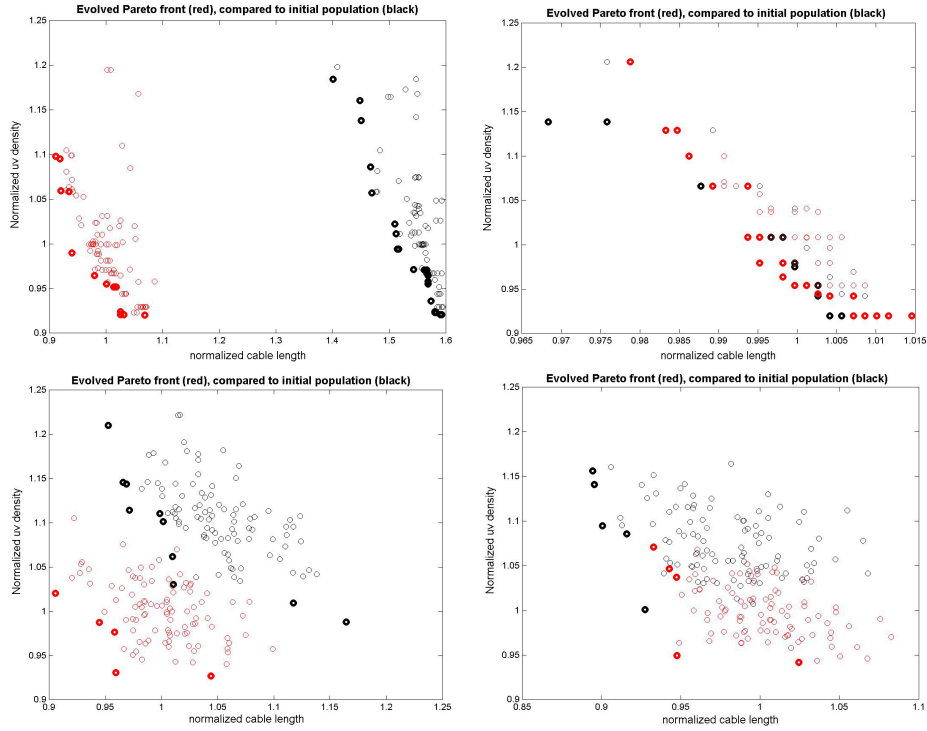 Evolved Pareto front (red), compared to initial population (black)
1.25
1.2
1.15
1.1
1.05
1
0.95
0.9
Normalized uv density
0.9 1 1.1 1.2 1.3 1.4 1.5 1.6
normalized cable length
Evolved Pareto front (red), compared to initial population (black)
1.25
1.2
1.15
1.1
1.05
1
0.95
0.9
Normalized uv density
0.965 0.97 0.975 0.98 0.985 0.99 0.995 1 1.005 1.01 1.015
normalized cable length
Evolved Pareto front (red), compared to initial population (black)
1.25
1.2
1.15
1.1
1.05
1
0.95
0.9
Normalized uv density
0.9 0.95 1 1.05 1.1 1.15 1.2 1.25
normalized cable length
Evolved Pareto front (red), compared to initial population (black)
1.25
1.2
1.15
1.1
1.05
1
0.95
0.9
Normalized uv density
0.85 0.9 0.95 1 1.05 1.1
normalized cable length